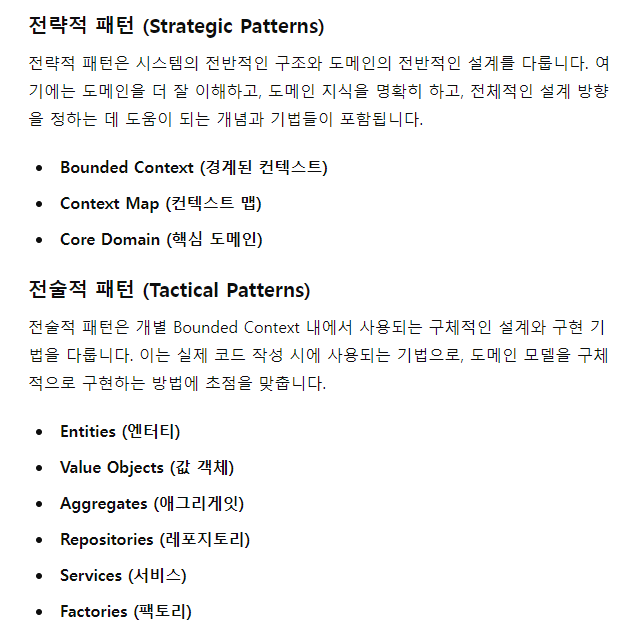 전략적 패턴 (Strategic Patterns)
전략적 패턴은 시스템의 전반적인 구조와 도메인의 전반적인 설계를 다룹니다. 여
기에는 도메인을 더 잘 이해하고, 도메인 지식을 명확히 하고, 전체적인 설계 방향
을 정하는 데 도움이 되는 개념과 기법들이 포함됩니다.
• Bounded Context (경계된 컨텍스트)
• Context Map (컨텍스트 맵)
• Core Domain (핵심 도메인)
전술적 패턴 (Tactical Patterns)
전술적 패턴은 개별 Bounded Context 내에서 사용되는 구체적인 설계와 구현 기
법을 다룹니다. 이는 실제 코드 작성 시에 사용되는 기법으로, 도메인 모델을 구체
적으로 구현하는 방법에 초점을 맞춥니다.
• Entities (엔터티)
• Value Objects (값 객체)
• Aggregates (애그리게잇)
• Repositories (레포지토리)
• Services (서비스)
• Factories (팩토리)